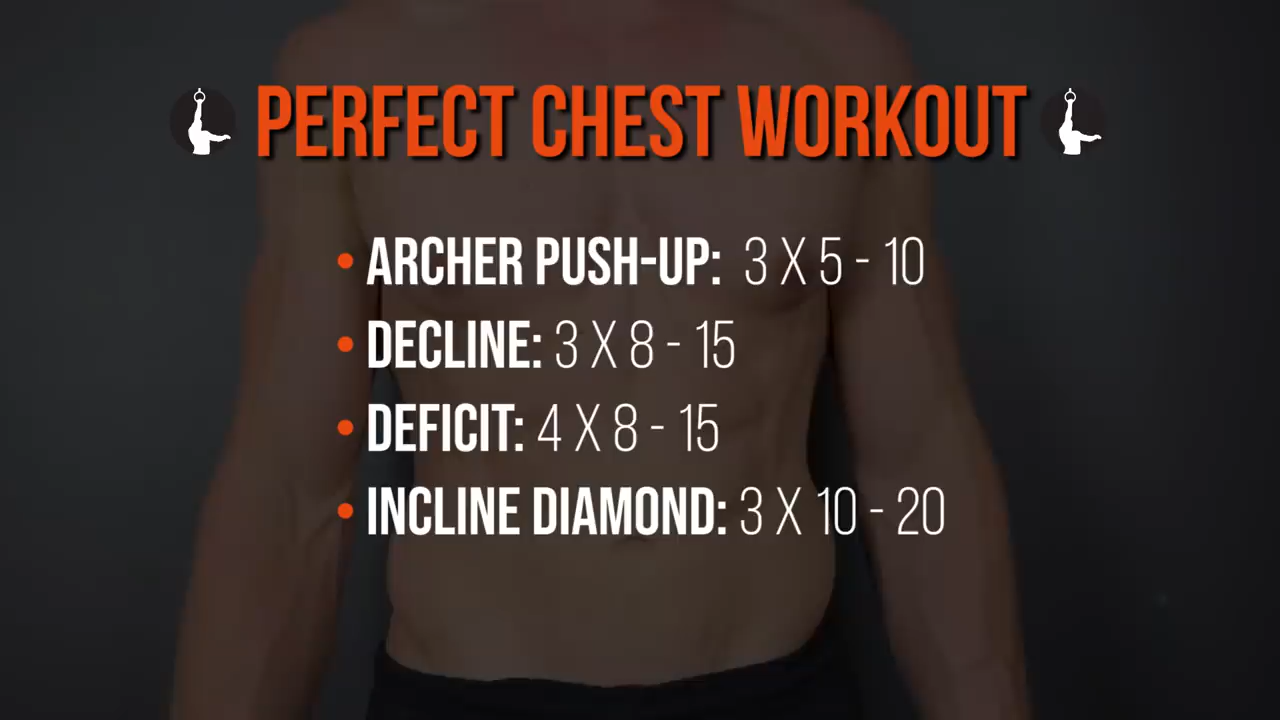 PERFECT CHEST WORKOUT
• ARCHER PUSH-UP: 3 X 5 - 10
• DECLINE: 3 X 8 - 15
• DEFICIT: 4 X 8 - 15
• INCLINE DIAMOND: 3 X 10 - 20